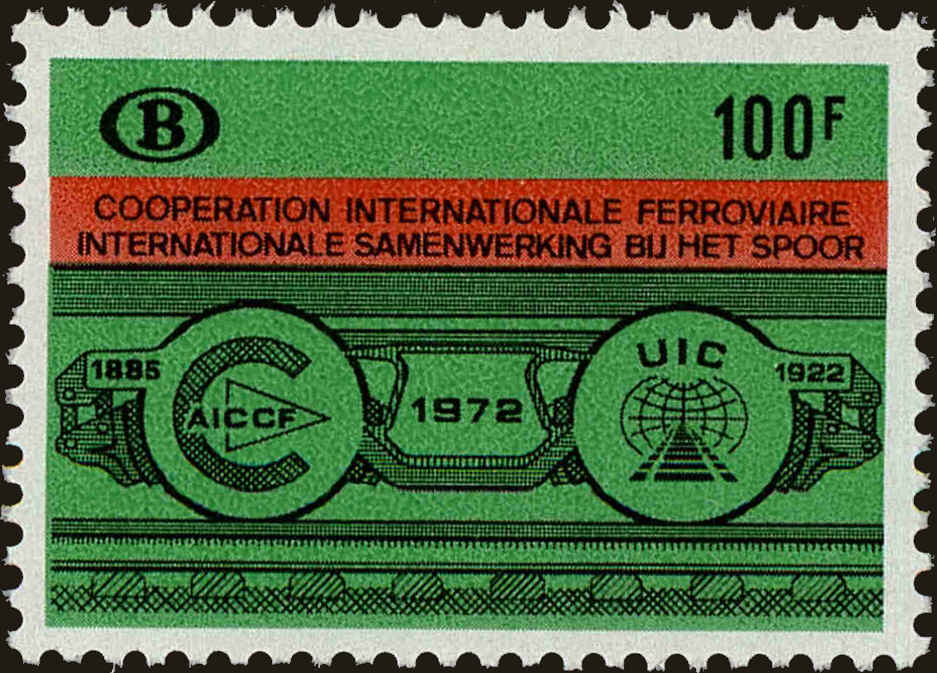 B
100F
COOPERATION INTERNATIONALE FERROVIAIRE
INTERNATIONALE SAMENWERKING BIJ HET SPOOR
1885
AICCF
1972
UIC
1922